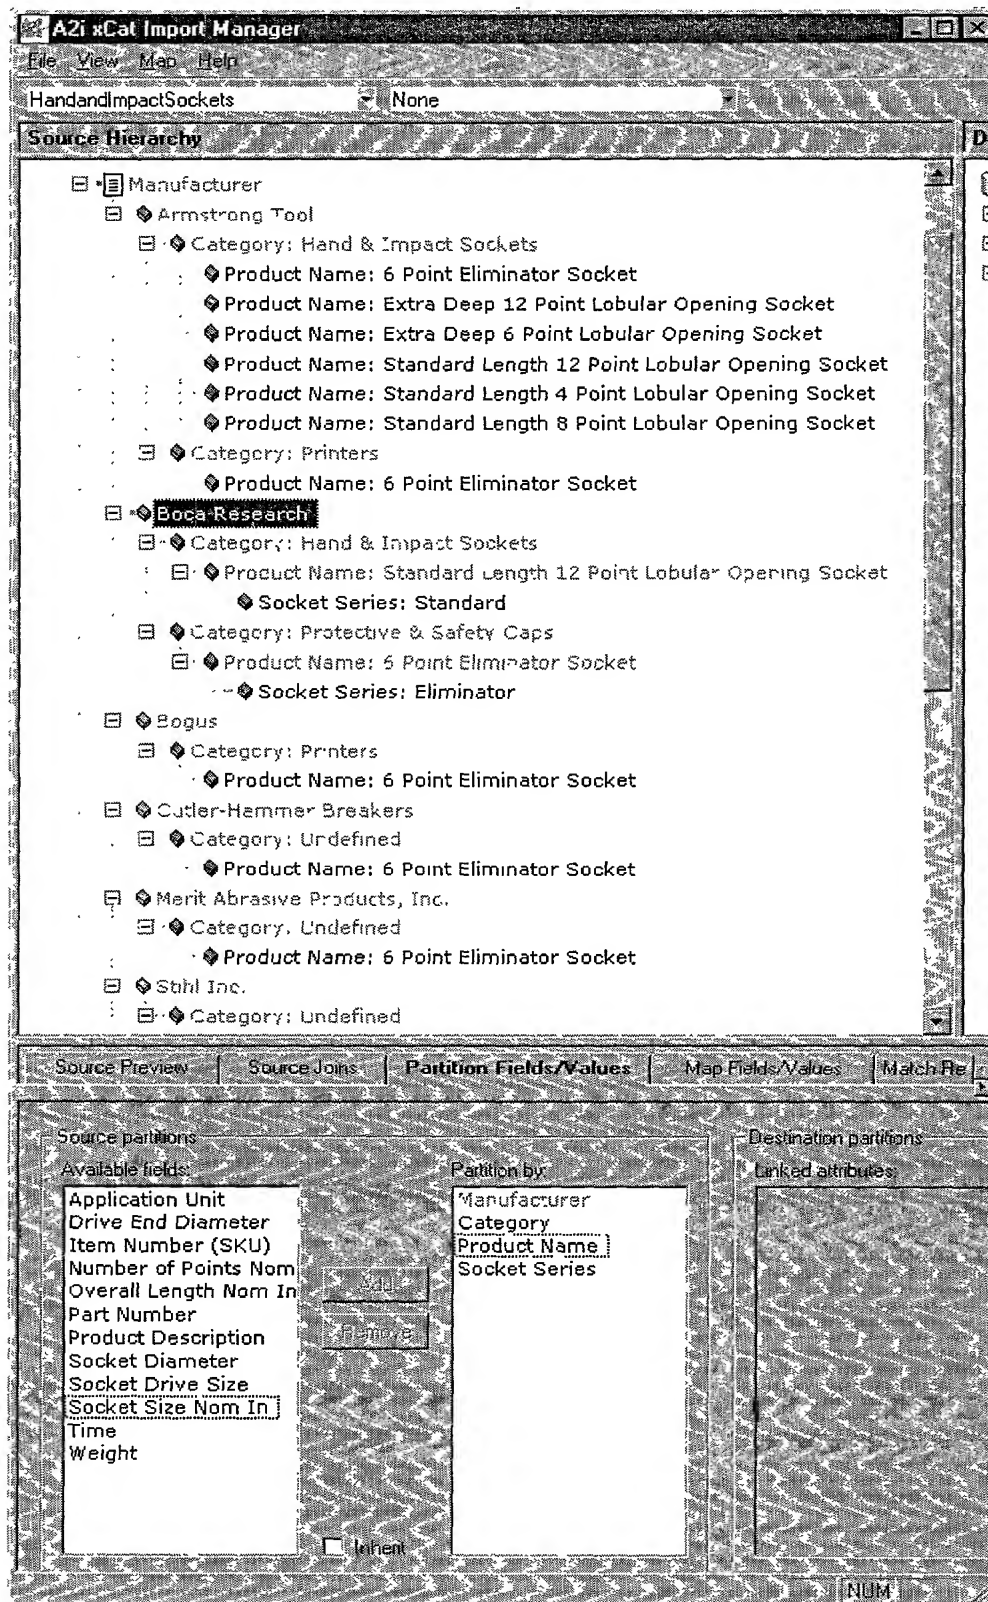 A2i xCat Import Manager
File View Map Help
HandandImpactSockets None
Source Hierarchy D
Manufacturer
Armstrong Tool
Category: Hand & Impact Sockets
Product Name: 6 Point Eliminator Socket
Product Name: Extra Deep 12 Point Lobular Opening Socket
Product Name: Extra Deep 6 Point Lobular Opening Socket
Product Name: Standard Length 12 Point Lobular Opening Socket
Product Name: Standard Length 4 Point Lobular Opening Socket
Product Name: Standard Length 8 Point Lobular Opening Socket
Category: Printers
Product Name: 6 Point Eliminator Socket
Boca Research
Category: Hand & Impact Sockets
Product Name: Standard Length 12 Point Lobular Opening Socket
Socket Series: Standard
Category: Protective & Safety Caps
Product Name: 6 Point Eliminator Socket
Socket Series: Eliminator
Bogus
Category: Printers
Product Name: 6 Point Eliminator Socket
Cutler-Hammer Breakers
Category: Undefined
Product Name: 6 Point Eliminator Socket
Merit Abrasive Products, Inc.
Category: Undefined
Product Name: 6 Point Eliminator Socket
Stihl Inc.
Category: Undefined
Source Preview Source Joins Partition Fields/Values Map Fields/Values Match Re
Source partitions Destination partitions
Available fields: Partition by: Linked attributes:
Application Unit Manufacturer
Drive End Diameter Category
Item Number (SKU) Product Name
Number of Points Nom Socket Series
Overall Length Nom In Add
Part Number
Product Description Remove
Socket Diameter
Socket Drive Size
Socket Size Nom In
Time
Weight
Inherit
NUM